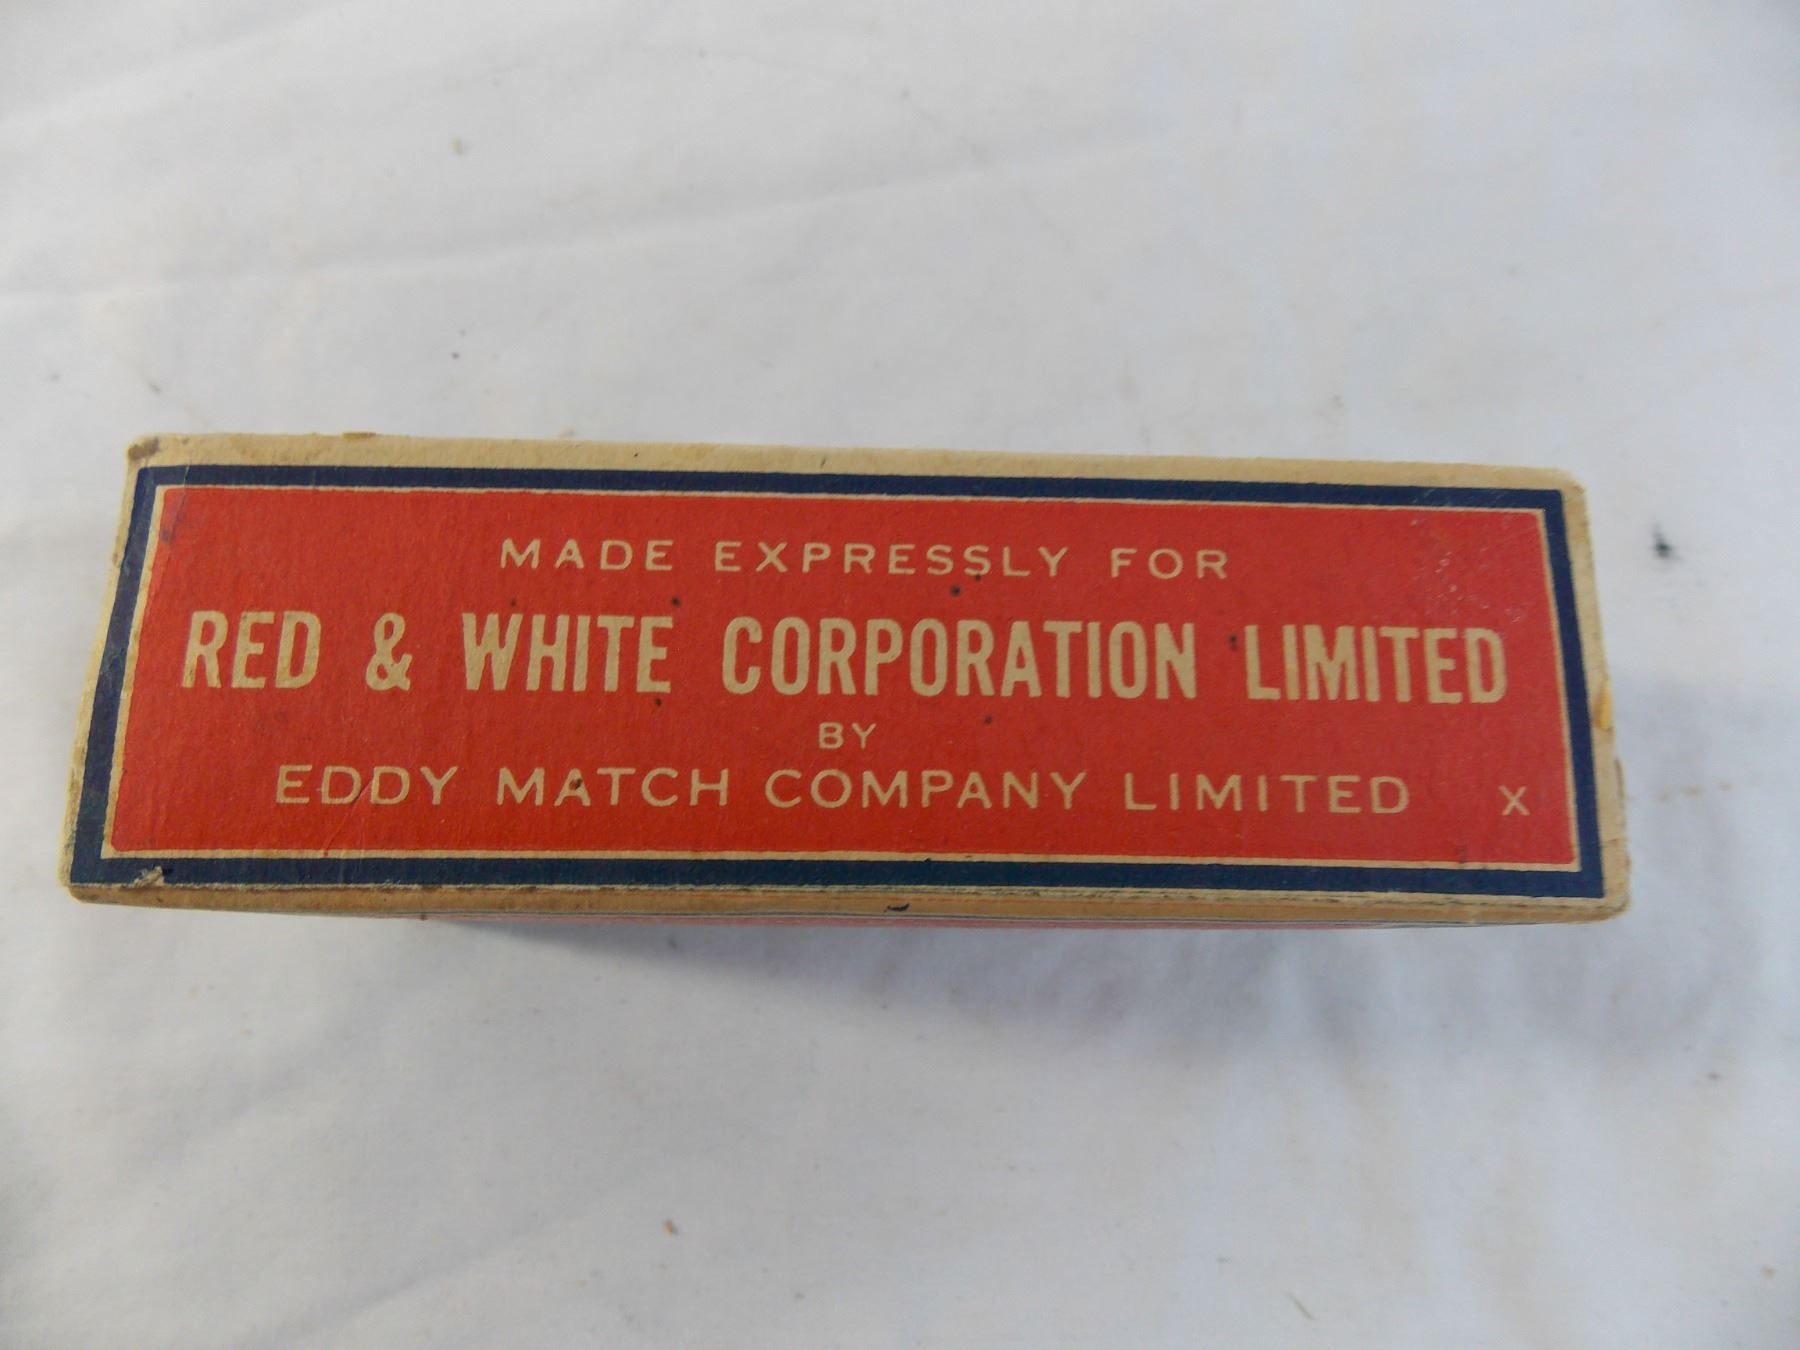 MADE EXPRESSLY FOR
RED & WHITE CORPORATION LIMITED
BY
EDDY MATCH COMPANY LIMITED X